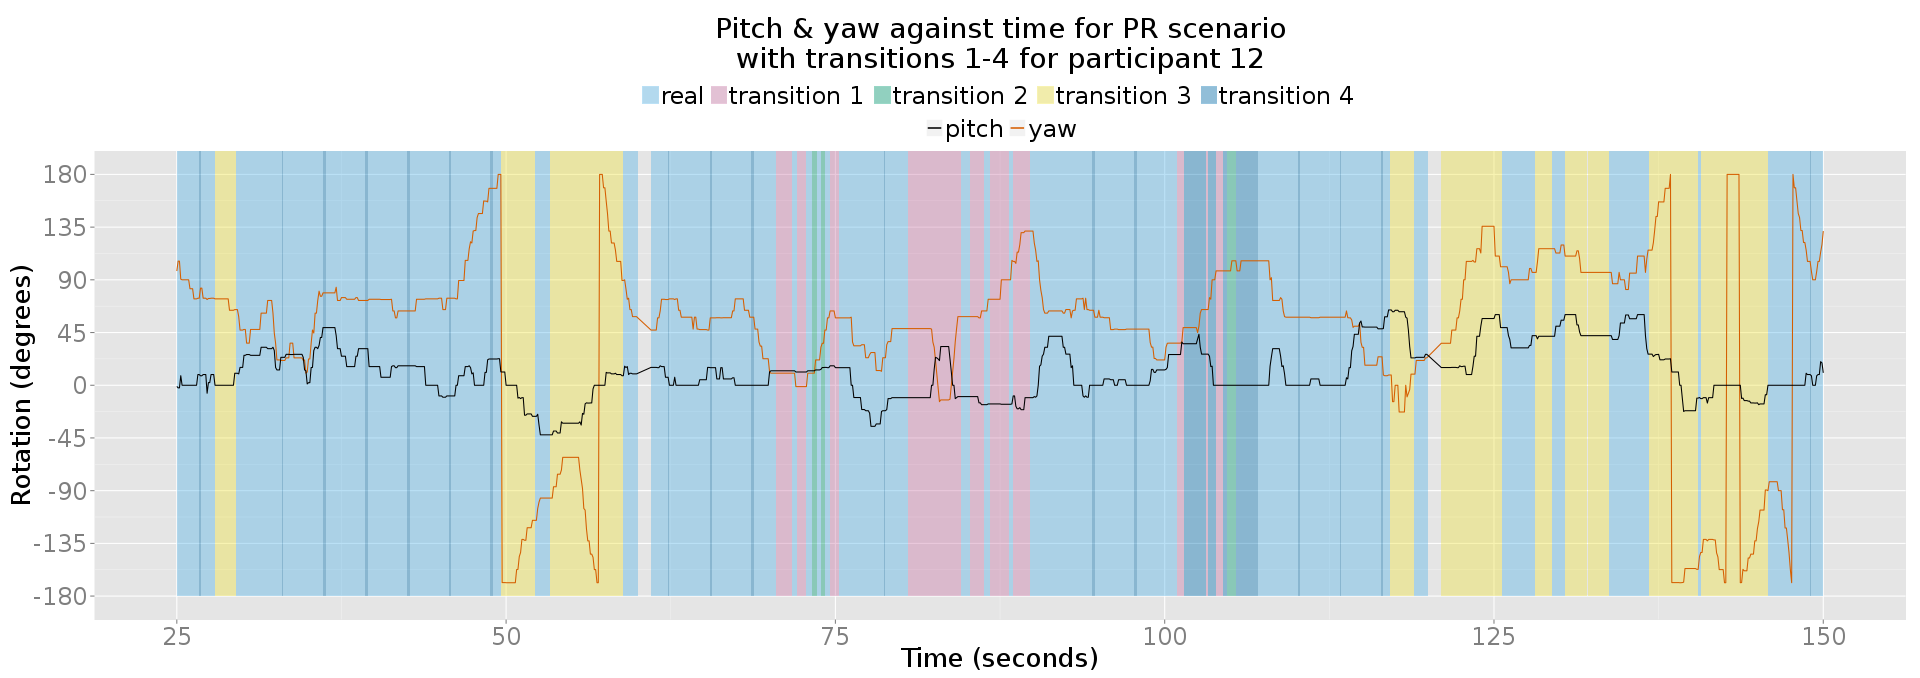 Pitch & yaw against time for PR scenario
with transitions 1-4 for participant 12
real transition 1 transition 2 transition 3 transition 4
pitch yaw
Rotation (degrees)
180
135
90
45
0
-45
-90
-135
-180
25 50 75 100 125 150
Time (seconds)